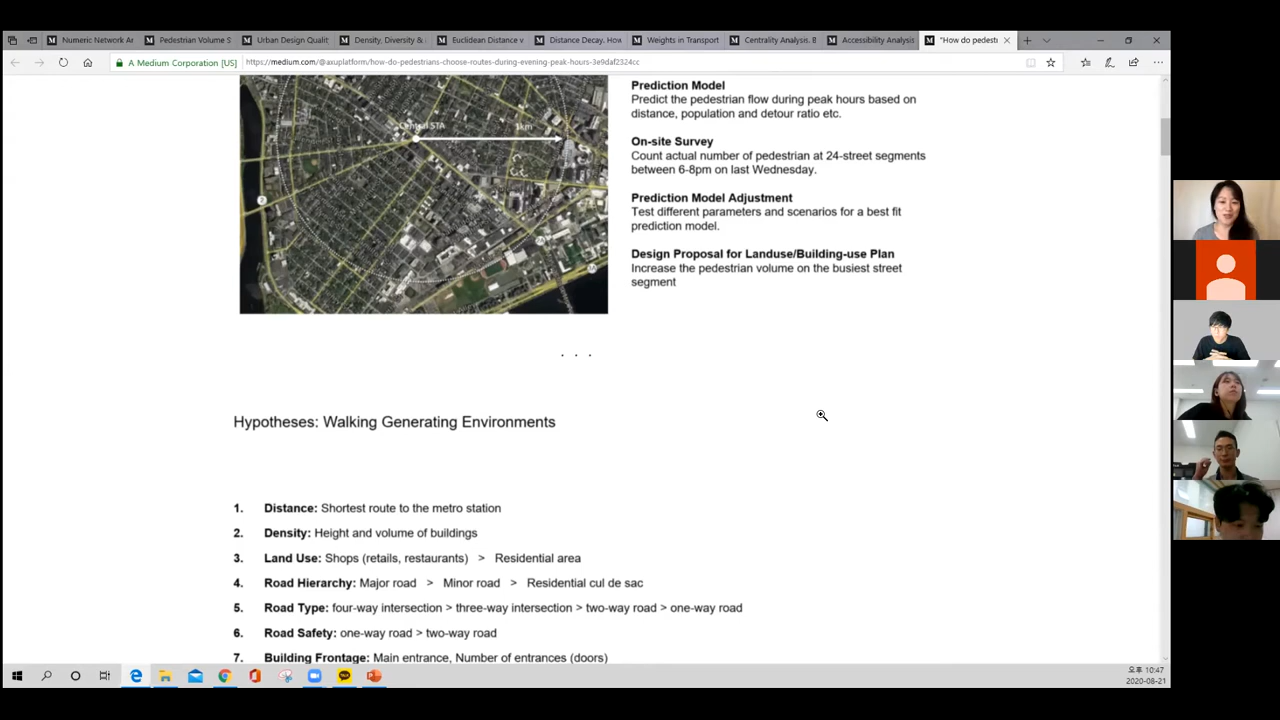 Numeric Network Ar
Pedestrian Volume S
Urban Design Qualit
Density, Diversity &
Euclidean Distance v
Distance Decay. How
Weights in Transport
Centrality Analysis. B
Accessibility Analysis
"How do pedest
A Medium Corporation [US]
https://medium.com/@axuplatform/how-do-pedestrians-choose-routes-during-evening-peak-hours-3e9daf2324cc
Central STA
1km
Prediction Model
Predict the pedestrian flow during peak hours based on
distance, population and detour ratio etc.
On-site Survey
Count actual number of pedestrian at 24-street segments
between 6-8pm on last Wednesday.
Prediction Model Adjustment
Test different parameters and scenarios for a best fit
prediction model.
Design Proposal for Landuse/Building-use Plan
Increase the pedestrian volume on the busiest street
segment
. . .
Hypotheses: Walking Generating Environments
1. Distance: Shortest route to the metro station
2. Density: Height and volume of buildings
3. Land Use: Shops (retails, restaurants) > Residential area
4. Road Hierarchy: Major road > Minor road > Residential cul de sac
5. Road Type: four-way intersection > three-way intersection > two-way road > one-way road
6. Road Safety: one-way road > two-way road
7. Building Frontage: Main entrance, Number of entrances (doors)
오후 10:47
2020-08-21